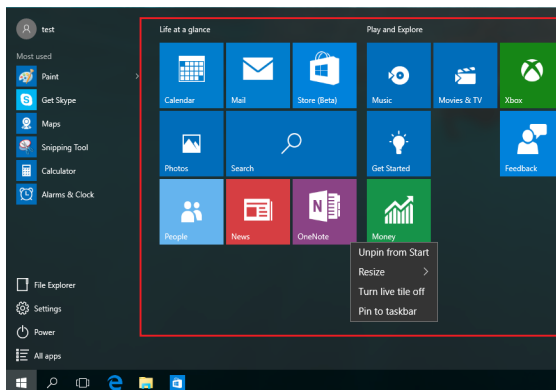 test
Most used
Paint
Get Skype
Maps
Snipping Tool
Calculator
Alarms & Clock
File Explorer
Settings
Power
All apps
Life at a glance
Calendar
Mail
Store (Beta)
Photos
Search
People
News
N
OneNote
Play and Explore
Music
Movies & TV
Xbox
Get Started
Feedback
Money
Unpin from Start
Resize
Turn live tile off
Pin to taskbar